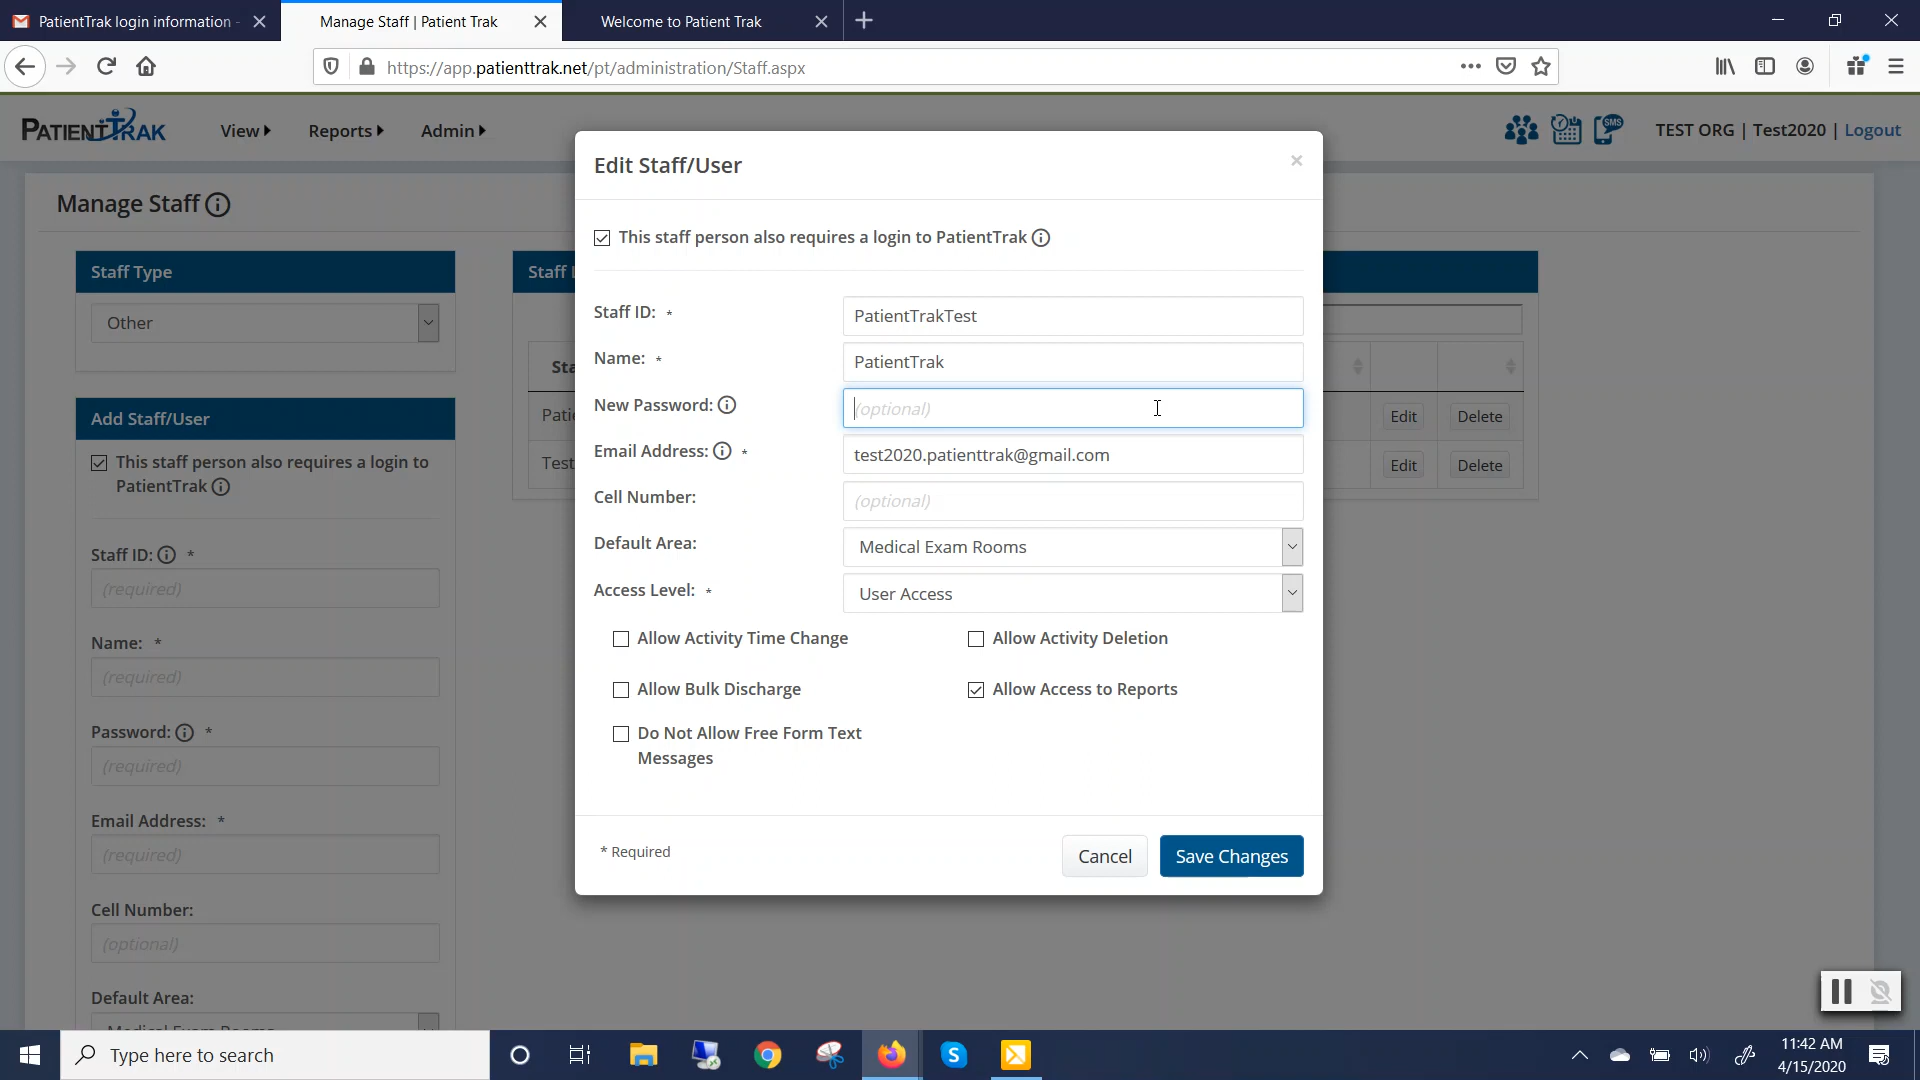 PatientTrak login information -
Manage Staff | Patient Trak
Welcome to Patient Trak
https://app.patienttrak.net/pt/administration/Staff.aspx
PATIENTTRAK
View
Reports
Admin
SMS
TEST ORG | Test2020 | Logout
Manage Staff
Staff Type
Other
Add Staff/User
This staff person also requires a login to
PatientTrak
Staff ID: *
(required)
Name: *
(required)
Password: *
(required)
Email Address: *
(required)
Cell Number:
(optional)
Default Area:
Staff
Edit Delete
Edit Delete
Edit Staff/User
This staff person also requires a login to PatientTrak
Staff ID: * PatientTrakTest
Name: * PatientTrak
New Password: (optional)
Email Address: * test2020.patienttrak@gmail.com
Cell Number: (optional)
Default Area: Medical Exam Rooms
Access Level: * User Access
Allow Activity Time Change Allow Activity Deletion
Allow Bulk Discharge Allow Access to Reports
Do Not Allow Free Form Text
Messages
* Required
Cancel Save Changes
Type here to search
11:42 AM
4/15/2020